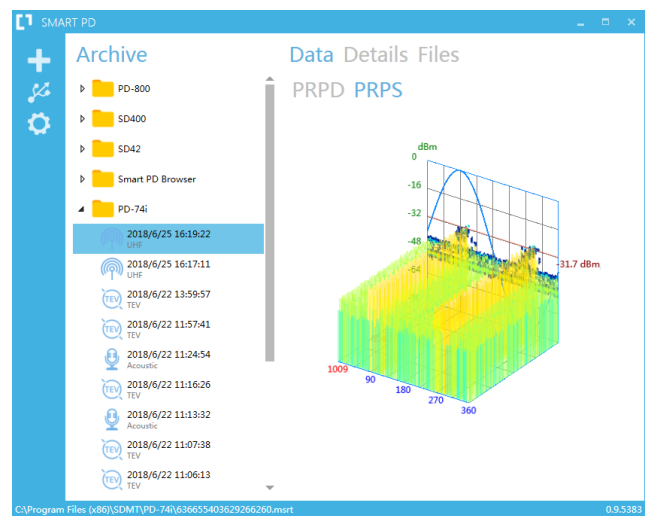 SMART PD
Archive
PD-800
SD400
SD42
Smart PD Browser
PD-74i
2018/6/25 16:19:22
UHF
2018/6/25 16:17:11
UHF
TEV
2018/6/22 13:59:57
TEV
TEV
2018/6/22 11:57:41
TEV
2018/6/22 11:24:54
Acoustic
TEV
2018/6/22 11:16:26
TEV
2018/6/22 11:13:32
Acoustic
TEV
2018/6/22 11:07:38
TEV
TEV
2018/6/22 11:06:13
TEV
Data Details Files
PRPD PRPS
dBm
0
-16
-32
-48
-64
-31.7 dBm
1009
90
180
270
360
C:\Program Files (x86)\SDMT\PD-74i\636655403629266260.msrt
0.9.5383